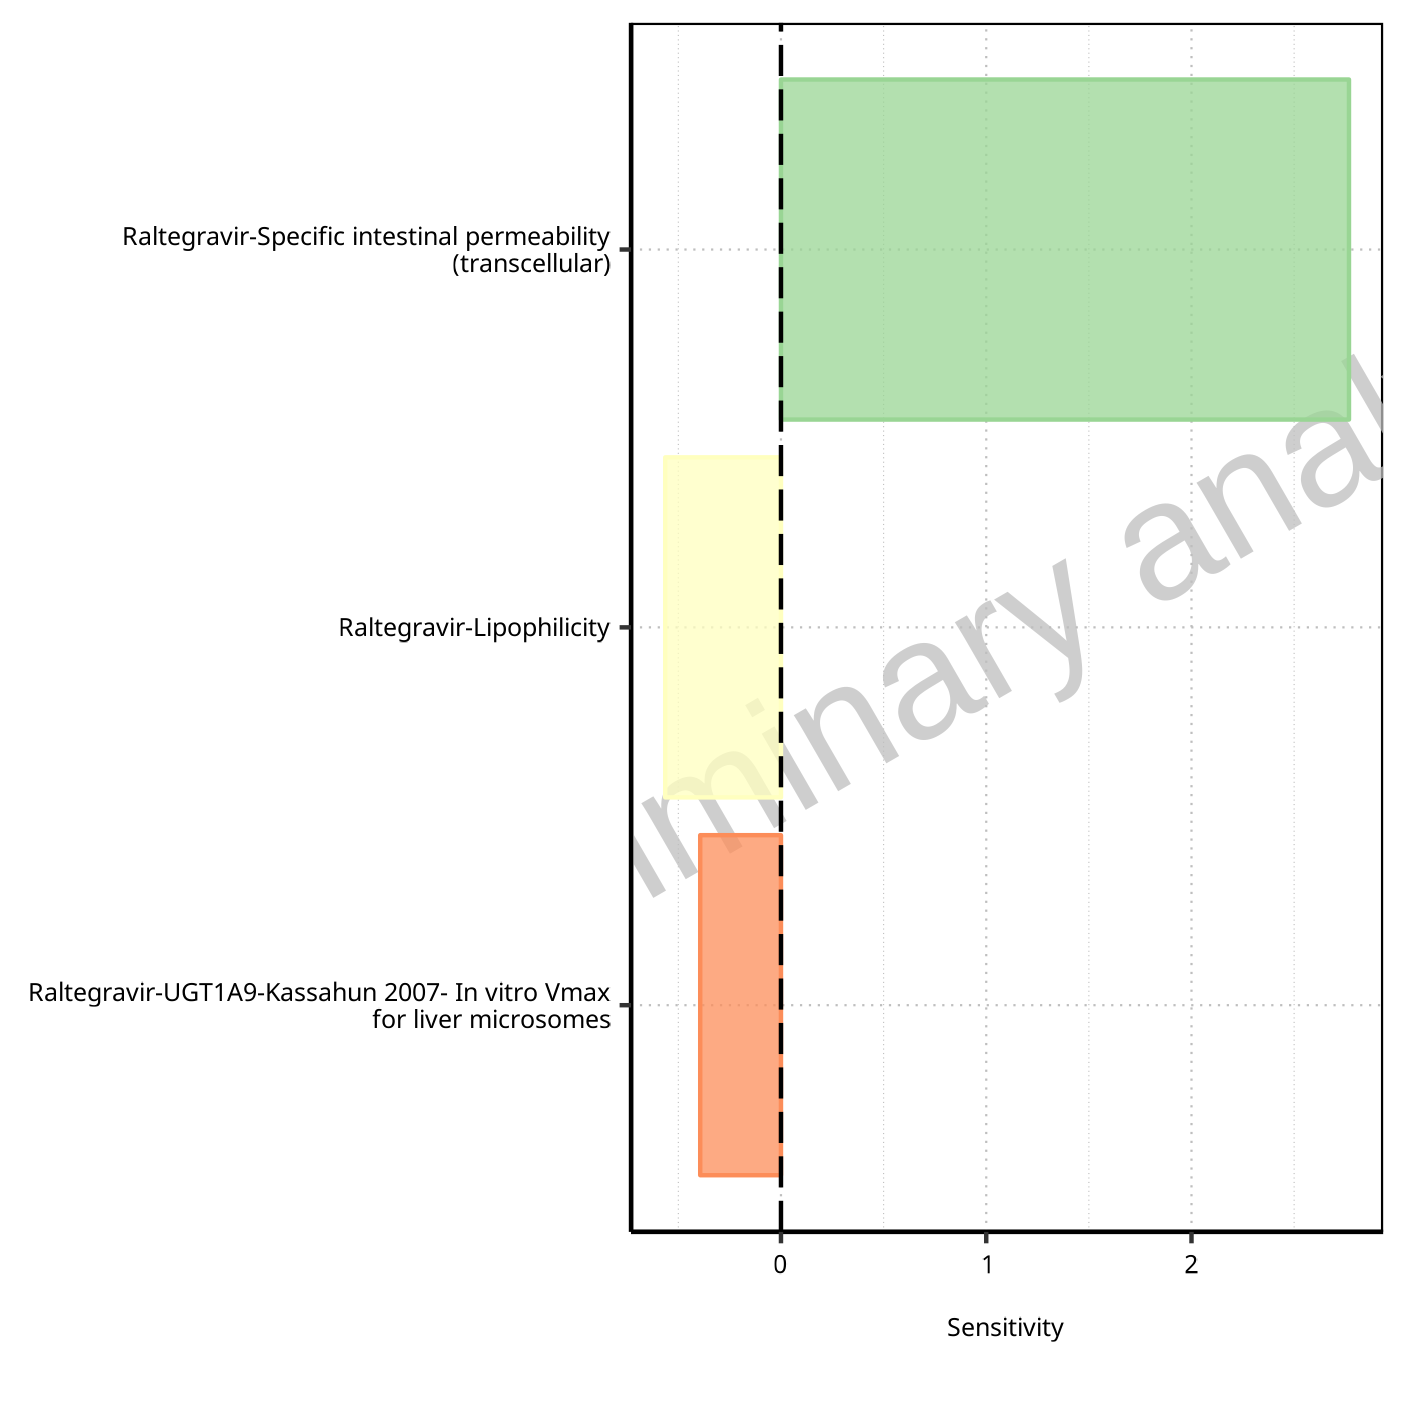 Raltegravir-Specific intestinal permeability
(transcellular)
Raltegravir-Lipophilicity
Raltegravir-UGT1A9-Kassahun 2007- In vitro Vmax
for liver microsomes
0 1 2
Sensitivity
minary anal